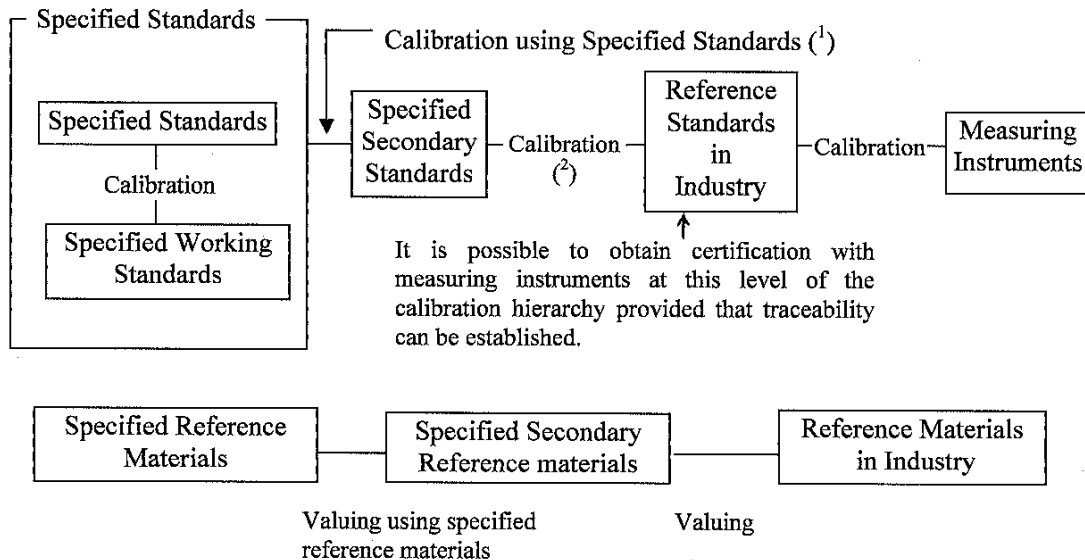 Specified Standards
Calibration using Specified Standards (¹)
Specified Standards
Calibration
Specified Working
Standards
Specified
Secondary
Standards
Calibration
(²)
Reference
Standards
in
Industry
Calibration
Measuring
Instruments
It is possible to obtain certification with
measuring instruments at this level of the
calibration hierarchy provided that traceability
can be established.
Specified Reference
Materials
Specified Secondary
Reference materials
Reference Materials
in Industry
Valuing using specified
reference materials
Valuing